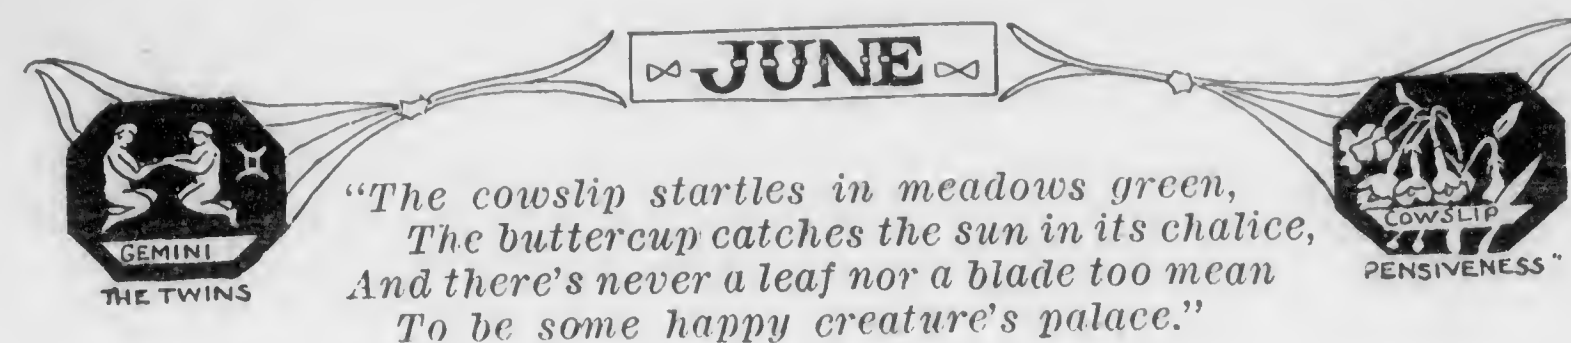 JUNE
GEMINI
THE TWINS
COWSLIP
PENSIVENESS"
“The cowslip startles in meadows green,
The buttercup catches the sun in its chalice,
And there's never a leaf nor a blade too mean
To be some happy creature's palace.”